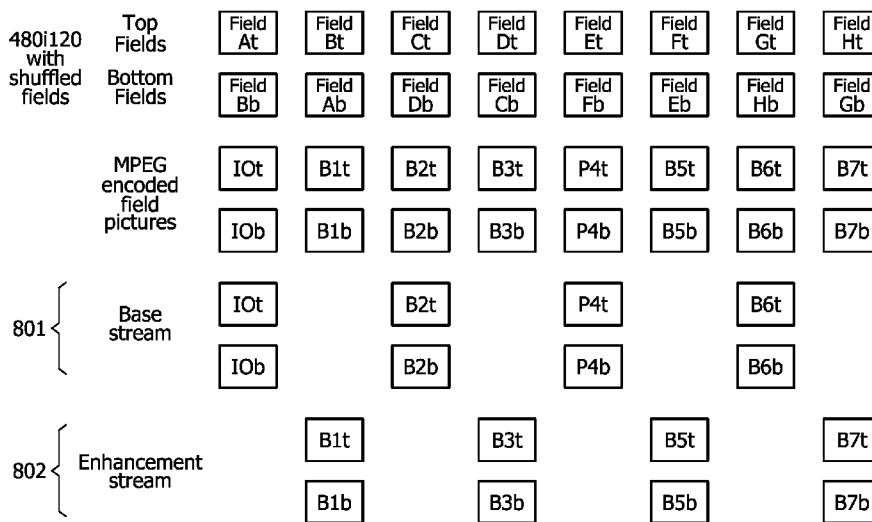 480i120
with
shuffled
fields
Top
Fields
Field At Field Bt Field Ct Field Dt Field Et Field Ft Field Gt Field Ht
Bottom
Fields
Field Bb Field Ab Field Db Field Cb Field Fb Field Eb Field Hb Field Gb
MPEG
encoded
field
pictures
IOt B1t B2t B3t P4t B5t B6t B7t
IOb B1b B2b B3b P4b B5b B6b B7b
801
Base
stream
IOt B2t P4t B6t
IOb B2b P4b B6b
802
Enhancement
stream
B1t B3t B5t B7t
B1b B3b B5b B7b